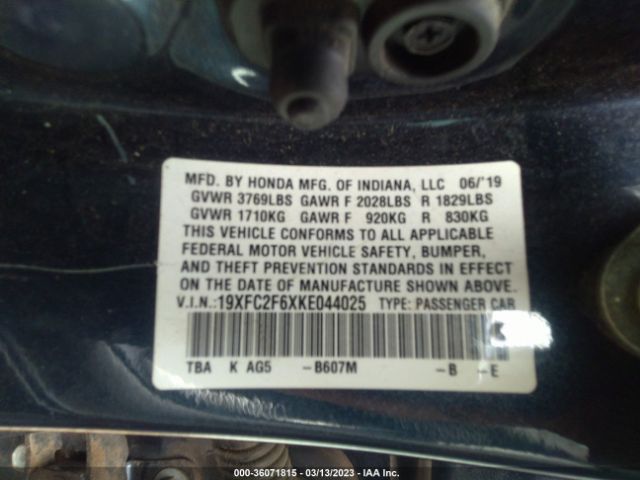 MFD. BY HONDA MFG. OF INDIANA, LLC 06/'19
GVWR 3769LBS GAWR F 2028LBS R 1829LBS
GVWR 1710KG GAWR F 920KG R 830KG
THIS VEHICLE CONFORMS TO ALL APPLICABLE
FEDERAL MOTOR VEHICLE SAFETY, BUMPER,
AND THEFT PREVENTION STANDARDS IN EFFECT
ON THE DATE OF MANUFACTURE SHOWN ABOVE.
V.I.N.: 19XFC2F6XKE044025 TYPE: PASSENGER CAR
TBA K AG5 -B607M -B -E
000-36071815 - 03/13/2023 - IAA Inc.